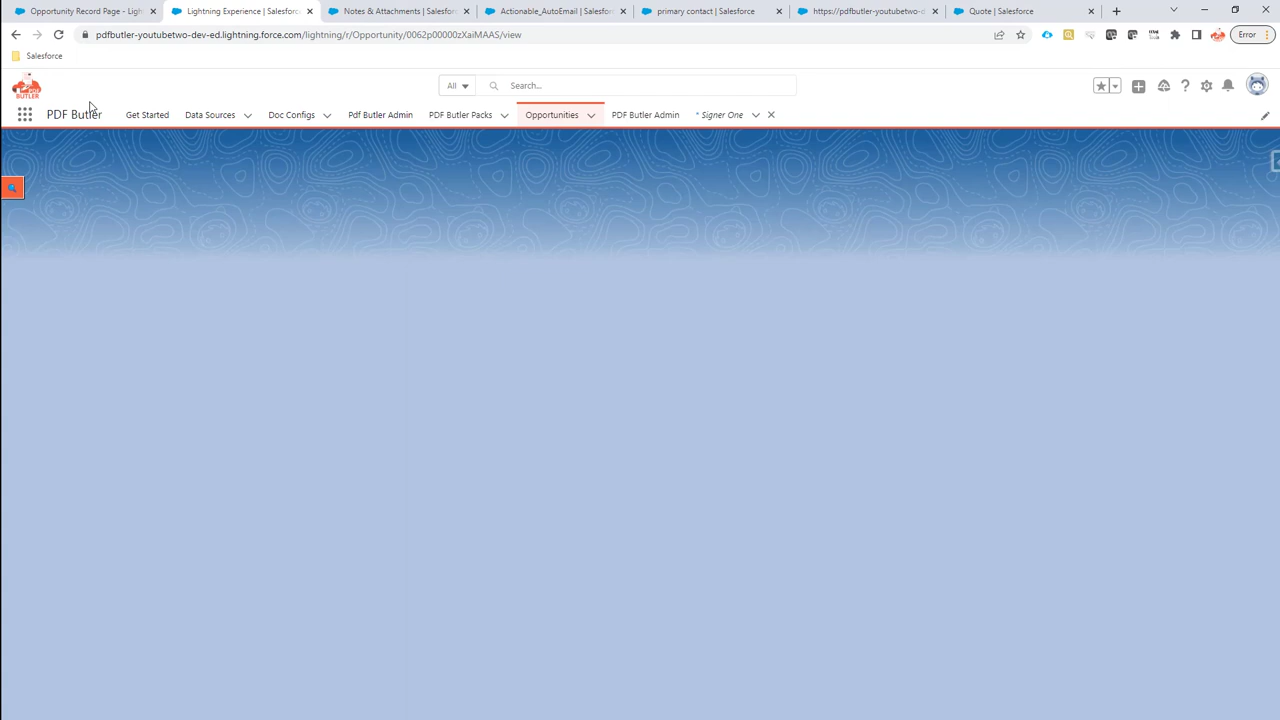 Opportunity Record Page - Ligh
Lightning Experience | Salesforc
Notes & Attachments | Salesfor
Actionable_AutoEmail | Salesfor
primary contact | Salesforce
https://pdfbutler-youtubetwo-d
Quote | Salesforce
pdfbutler-youtubetwo-dev-ed.lightning.force.com/lightning/r/Opportunity/0062p00000zXaiMAAS/view
Error
Salesforce
All
Search...
PDF Butler
Get Started
Data Sources
Doc Configs
Pdf Butler Admin
PDF Butler Packs
Opportunities
PDF Butler Admin
* Signer One